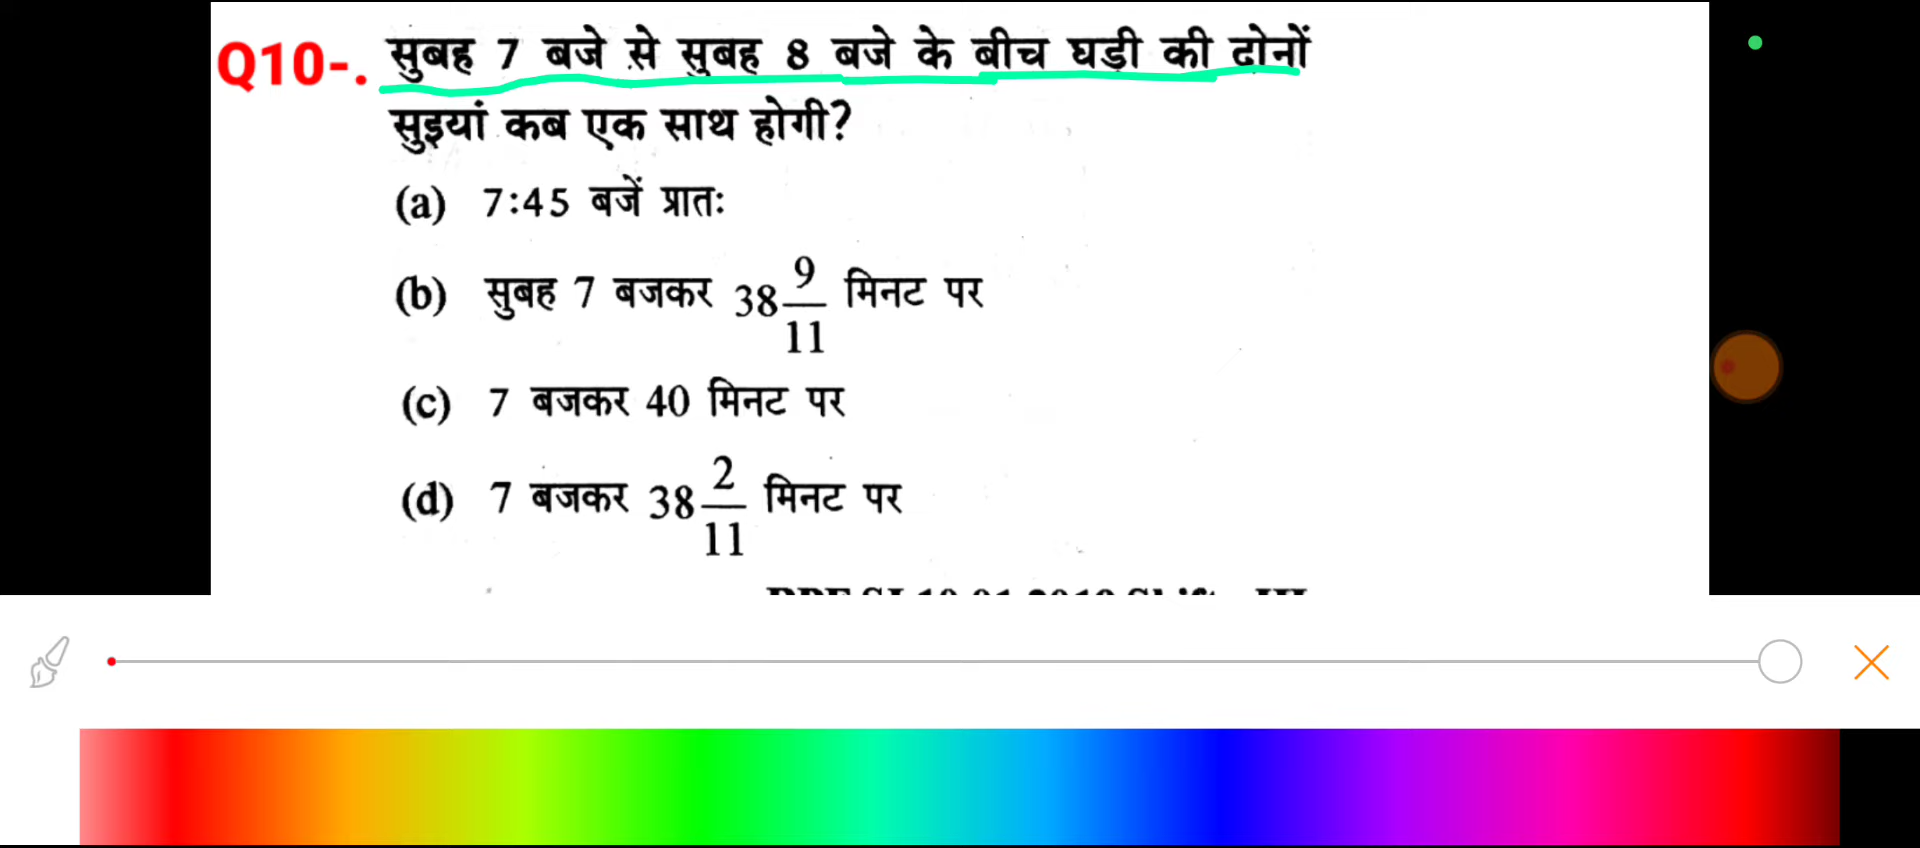 Q10-. सुबह 7 बजे से सुबह 8 बजे के बीच घड़ी की दोनों
सुइयां कब एक साथ होगी?
(a) 7:45 बजें प्रातः
(b) सुबह 7 बजकर 38 9/11 मिनट पर
(c) 7 बजकर 40 मिनट पर
(d) 7 बजकर 38 2/11 मिनट पर